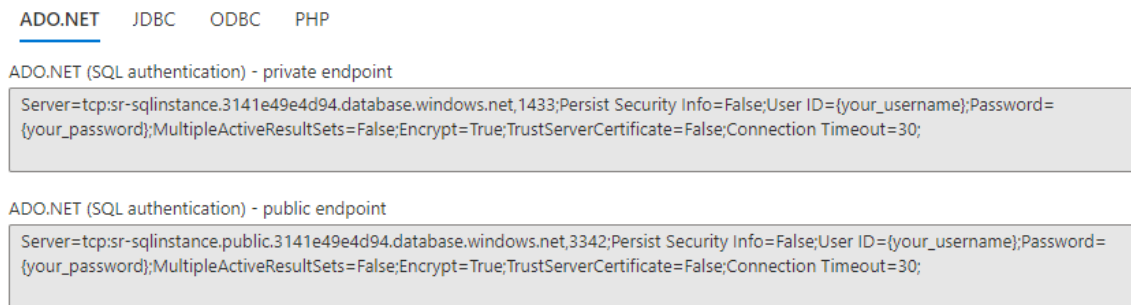 ADO.NET JDBC ODBC PHP
ADO.NET (SQL authentication) - private endpoint
Server=tcp:sr-sqlinstance.3141e49e4d94.database.windows.net,1433;Persist Security Info=False;User ID={your_username};Password=
{your_password};MultipleActiveResultSets=False;Encrypt=True;TrustServerCertificate=False;Connection Timeout=30;
ADO.NET (SQL authentication) - public endpoint
Server=tcp:sr-sqlinstance.public.3141e49e4d94.database.windows.net,3342;Persist Security Info=False;User ID={your_username};Password=
{your_password};MultipleActiveResultSets=False;Encrypt=True;TrustServerCertificate=False;Connection Timeout=30;